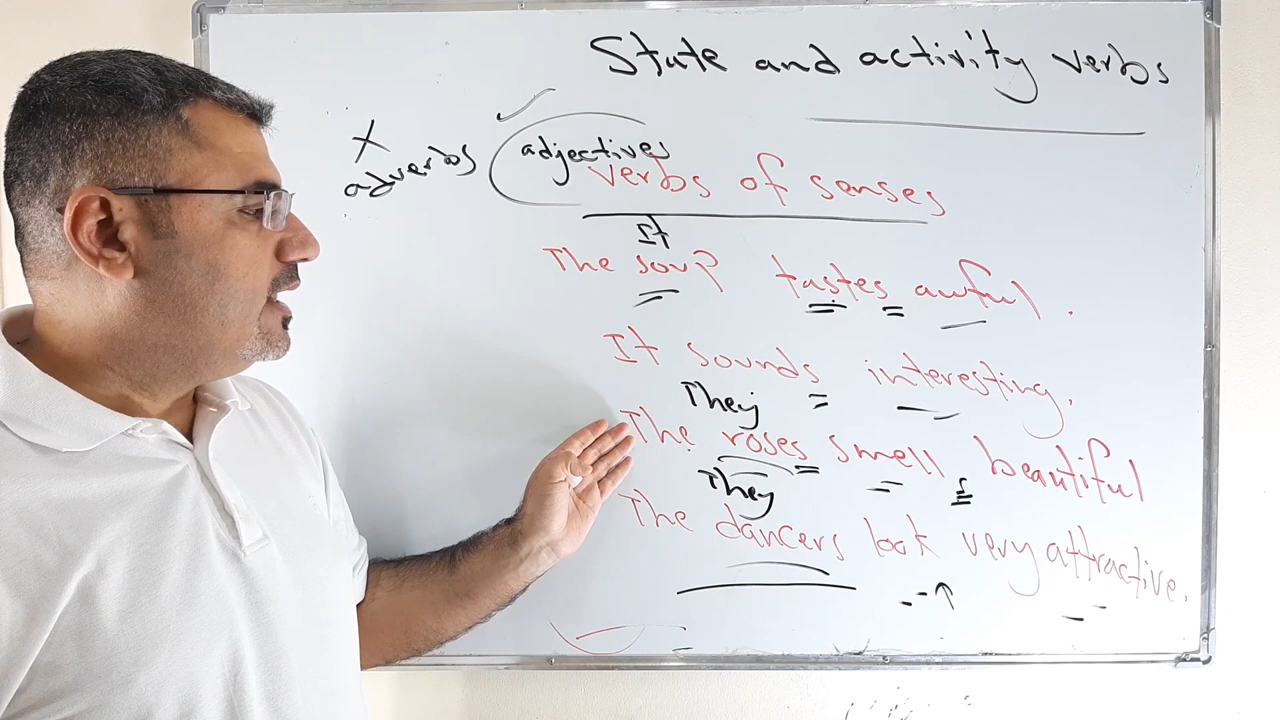 State and activity verbs
X
adverbs
adjectives
verbs of senses
It
The soup tastes awful.
It sounds interesting.
They
The roses smell beautiful
They
The dancers look very attractive.